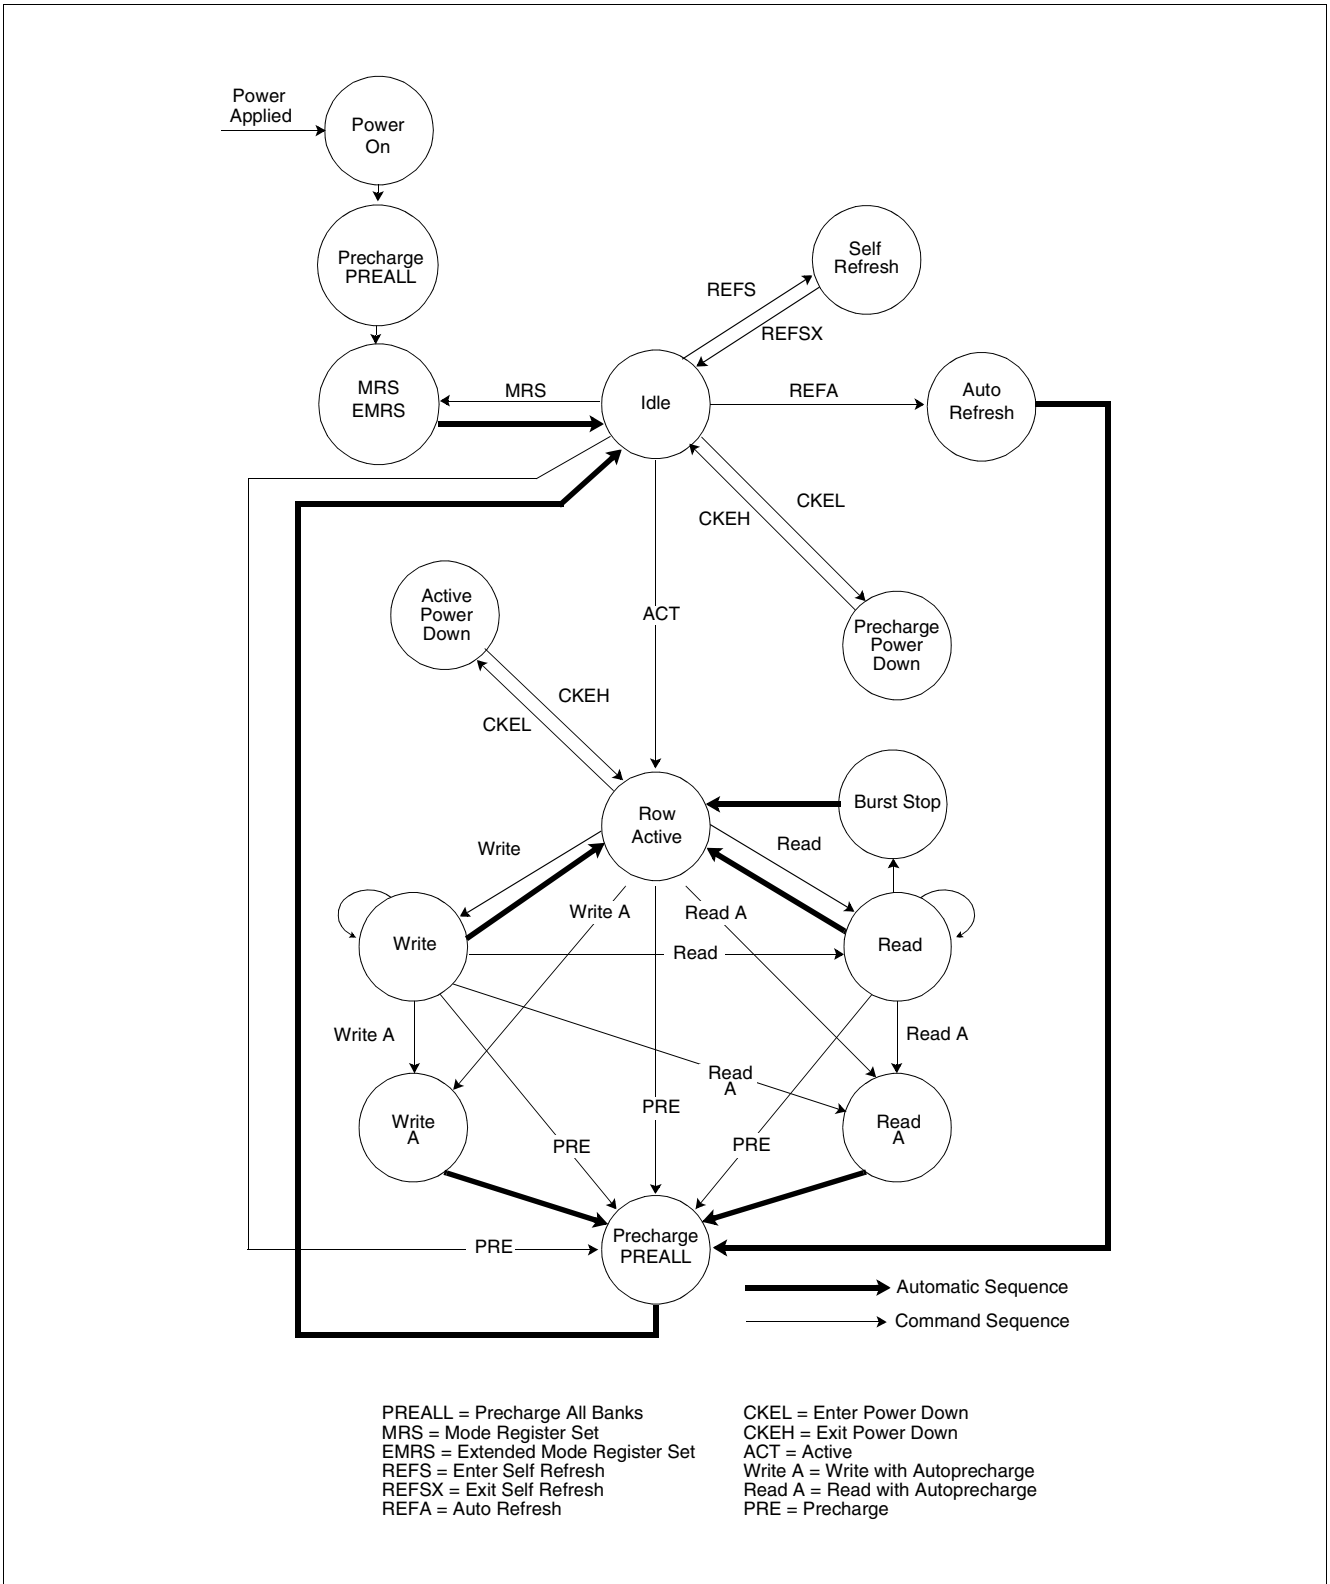 Power
Applied
Power
On
Precharge
PREALL
Self
Refresh
REFS
REFSX
MRS
EMRS
MRS
Idle
REFA
Auto
Refresh
CKEL
CKEH
Active
Power
Down
ACT
Precharge
Power
Down
CKEH
CKEL
Row
Active
Burst Stop
Write
Read
Write A
Read A
Write
Read
Read
Write A
Read A
Read
A
Write
A
PRE
Read
A
PRE
PRE
Precharge
PREALL
PRE
Automatic Sequence
Command Sequence
PREALL = Precharge All Banks
MRS = Mode Register Set
EMRS = Extended Mode Register Set
REFS = Enter Self Refresh
REFSX = Exit Self Refresh
REFA = Auto Refresh
CKEL = Enter Power Down
CKEH = Exit Power Down
ACT = Active
Write A = Write with Autoprecharge
Read A = Read with Autoprecharge
PRE = Precharge